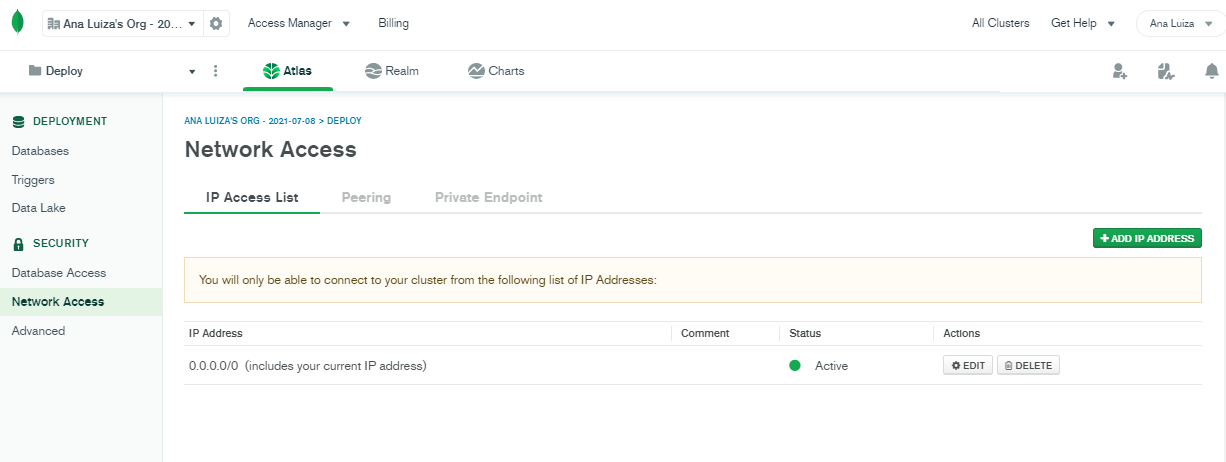 Ana Luiza's Org - 20... Access Manager Billing All Clusters Get Help Ana Luiza
Deploy Atlas Realm Charts
DEPLOYMENT
Databases
Triggers
Data Lake
SECURITY
Database Access
Network Access
Advanced
ANA LUIZA'S ORG - 2021-07-08 > DEPLOY
Network Access
IP Access List Peering Private Endpoint
+ ADD IP ADDRESS
You will only be able to connect to your cluster from the following list of IP Addresses:
IP Address Comment Status Actions
0.0.0.0/0 (includes your current IP address) Active EDIT DELETE